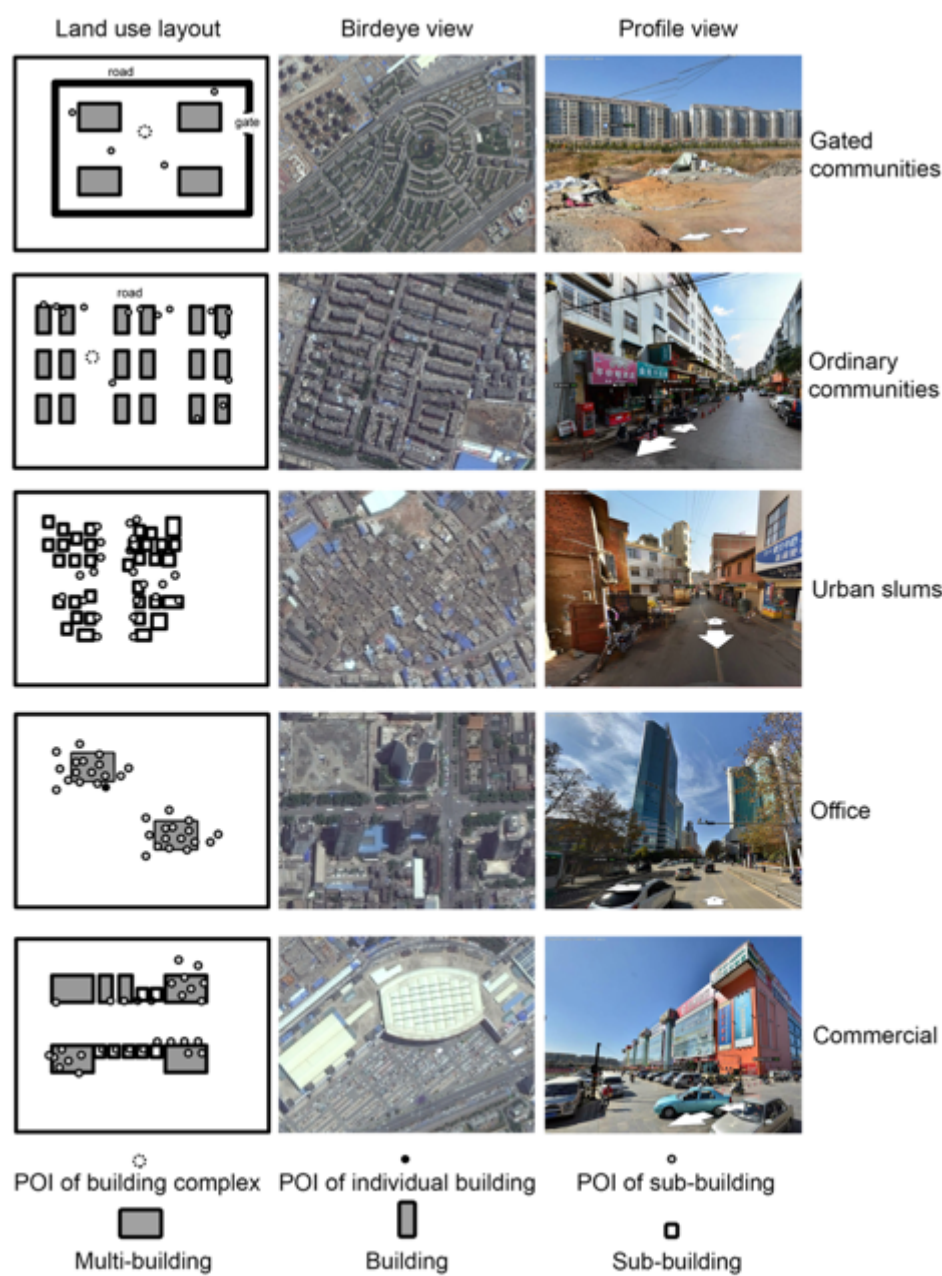 Land use layout
Birdeye view
Profile view
road
gate
Gated
communities
road
Ordinary
communities
Urban slums
Office
Commercial
POI of building complex
POI of individual building
POI of sub-building
Multi-building
Building
Sub-building